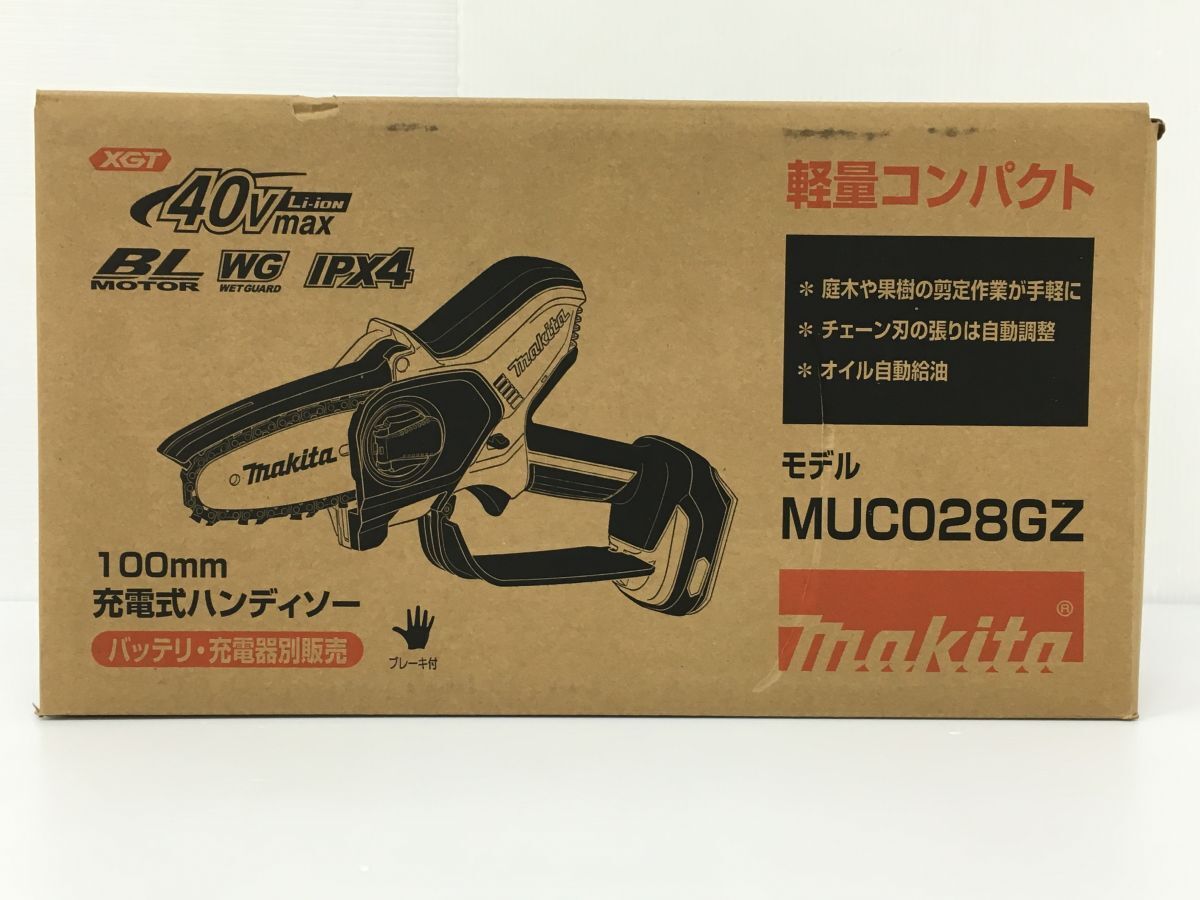 XGT
40Vmax Li-ion
BL MOTOR
WG WET GUARD
IPX4
makita
makita
100mm
充電式ハンディソー
バッテリ・充電器別販売
ブレーキ付
軽量コンパクト
* 庭木や果樹の剪定作業が手軽に
* チェーン刃の張りは自動調整
* オイル自動給油
モデル
MUC028GZ
makita®